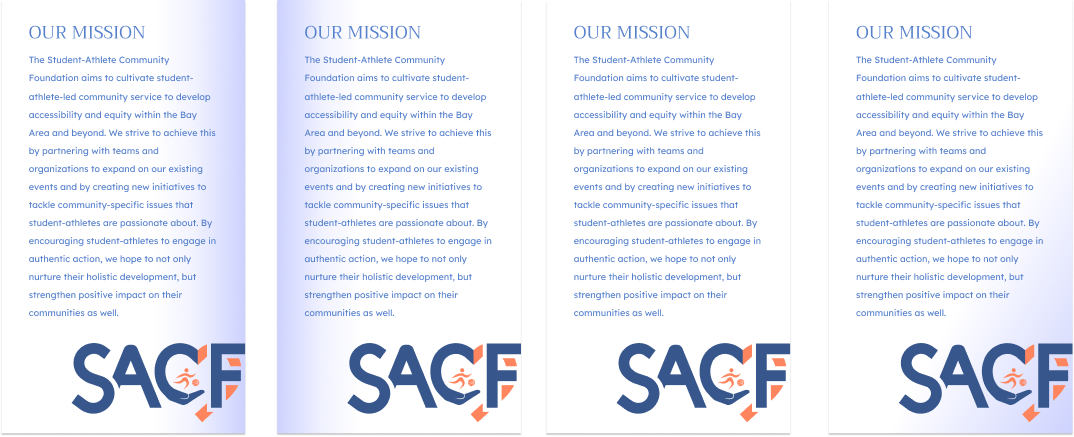 OUR MISSION
The Student-Athlete Community
Foundation aims to cultivate student-
athlete-led community service to develop
accessibility and equity within the Bay
Area and beyond. We strive to achieve this
by partnering with teams and
organizations to expand on our existing
events and by creating new initiatives to
tackle community-specific issues that
student-athletes are passionate about. By
encouraging student-athletes to engage in
authentic action, we hope to not only
nurture their holistic development, but
strengthen positive impact on their
communities as well.
SACF
OUR MISSION
The Student-Athlete Community
Foundation aims to cultivate student-
athlete-led community service to develop
accessibility and equity within the Bay
Area and beyond. We strive to achieve this
by partnering with teams and
organizations to expand on our existing
events and by creating new initiatives to
tackle community-specific issues that
student-athletes are passionate about. By
encouraging student-athletes to engage in
authentic action, we hope to not only
nurture their holistic development, but
strengthen positive impact on their
communities as well.
SACF
OUR MISSION
The Student-Athlete Community
Foundation aims to cultivate student-
athlete-led community service to develop
accessibility and equity within the Bay
Area and beyond. We strive to achieve this
by partnering with teams and
organizations to expand on our existing
events and by creating new initiatives to
tackle community-specific issues that
student-athletes are passionate about. By
encouraging student-athletes to engage in
authentic action, we hope to not only
nurture their holistic development, but
strengthen positive impact on their
communities as well.
SACF
OUR MISSION
The Student-Athlete Community
Foundation aims to cultivate student-
athlete-led community service to develop
accessibility and equity within the Bay
Area and beyond. We strive to achieve this
by partnering with teams and
organizations to expand on our existing
events and by creating new initiatives to
tackle community-specific issues that
student-athletes are passionate about. By
encouraging student-athletes to engage in
authentic action, we hope to not only
nurture their holistic development, but
strengthen positive impact on their
communities as well.
SACF